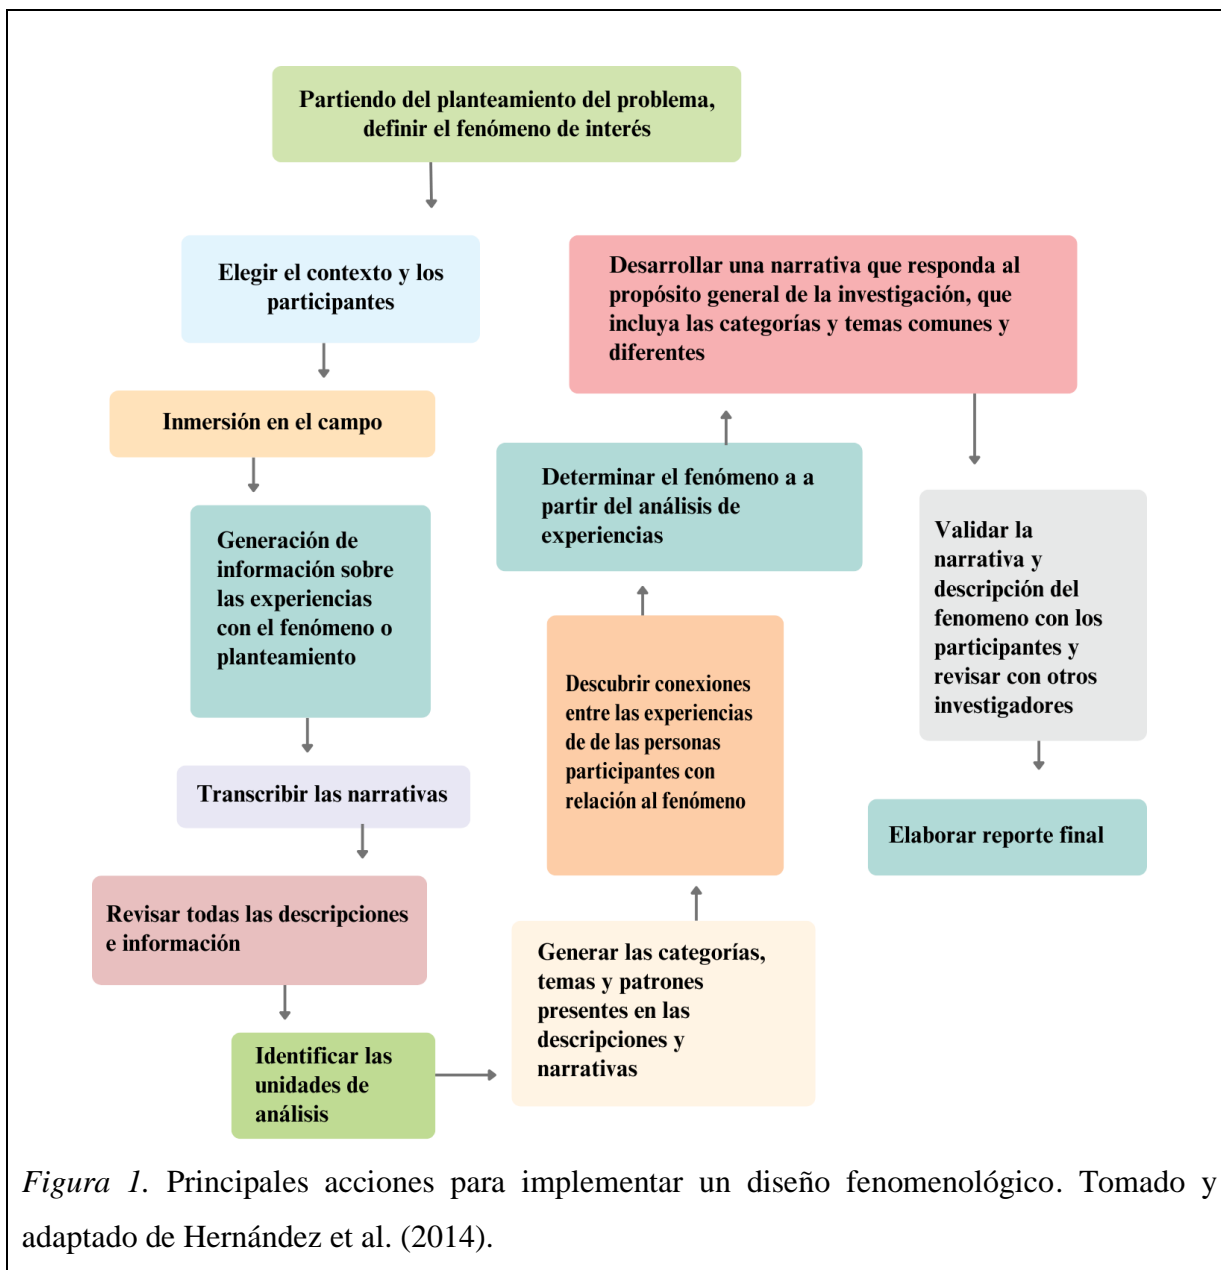 Partiendo del planteamiento del problema,
definir el fenómeno de interés
Elegir el contexto y los
participantes
Inmersión en el campo
Generación de
información sobre
las experiencias
con el fenómeno o
planteamiento
Transcribir las narrativas
Revisar todas las descripciones
e información
Identificar las
unidades de
análisis
Generar las categorías,
temas y patrones
presentes en las
descripciones y
narrativas
Descubrir conexiones
entre las experiencias
de de las personas
participantes con
relación al fenómeno
Determinar el fenómeno a a
partir del análisis de
experiencias
Desarrollar una narrativa que responda al
propósito general de la investigación, que
incluya las categorías y temas comunes y
diferentes
Validar la
narrativa y
descripción del
fenomeno con los
participantes y
revisar con otros
investigadores
Elaborar reporte final
Figura 1. Principales acciones para implementar un diseño fenomenológico. Tomado y
adaptado de Hernández et al. (2014).